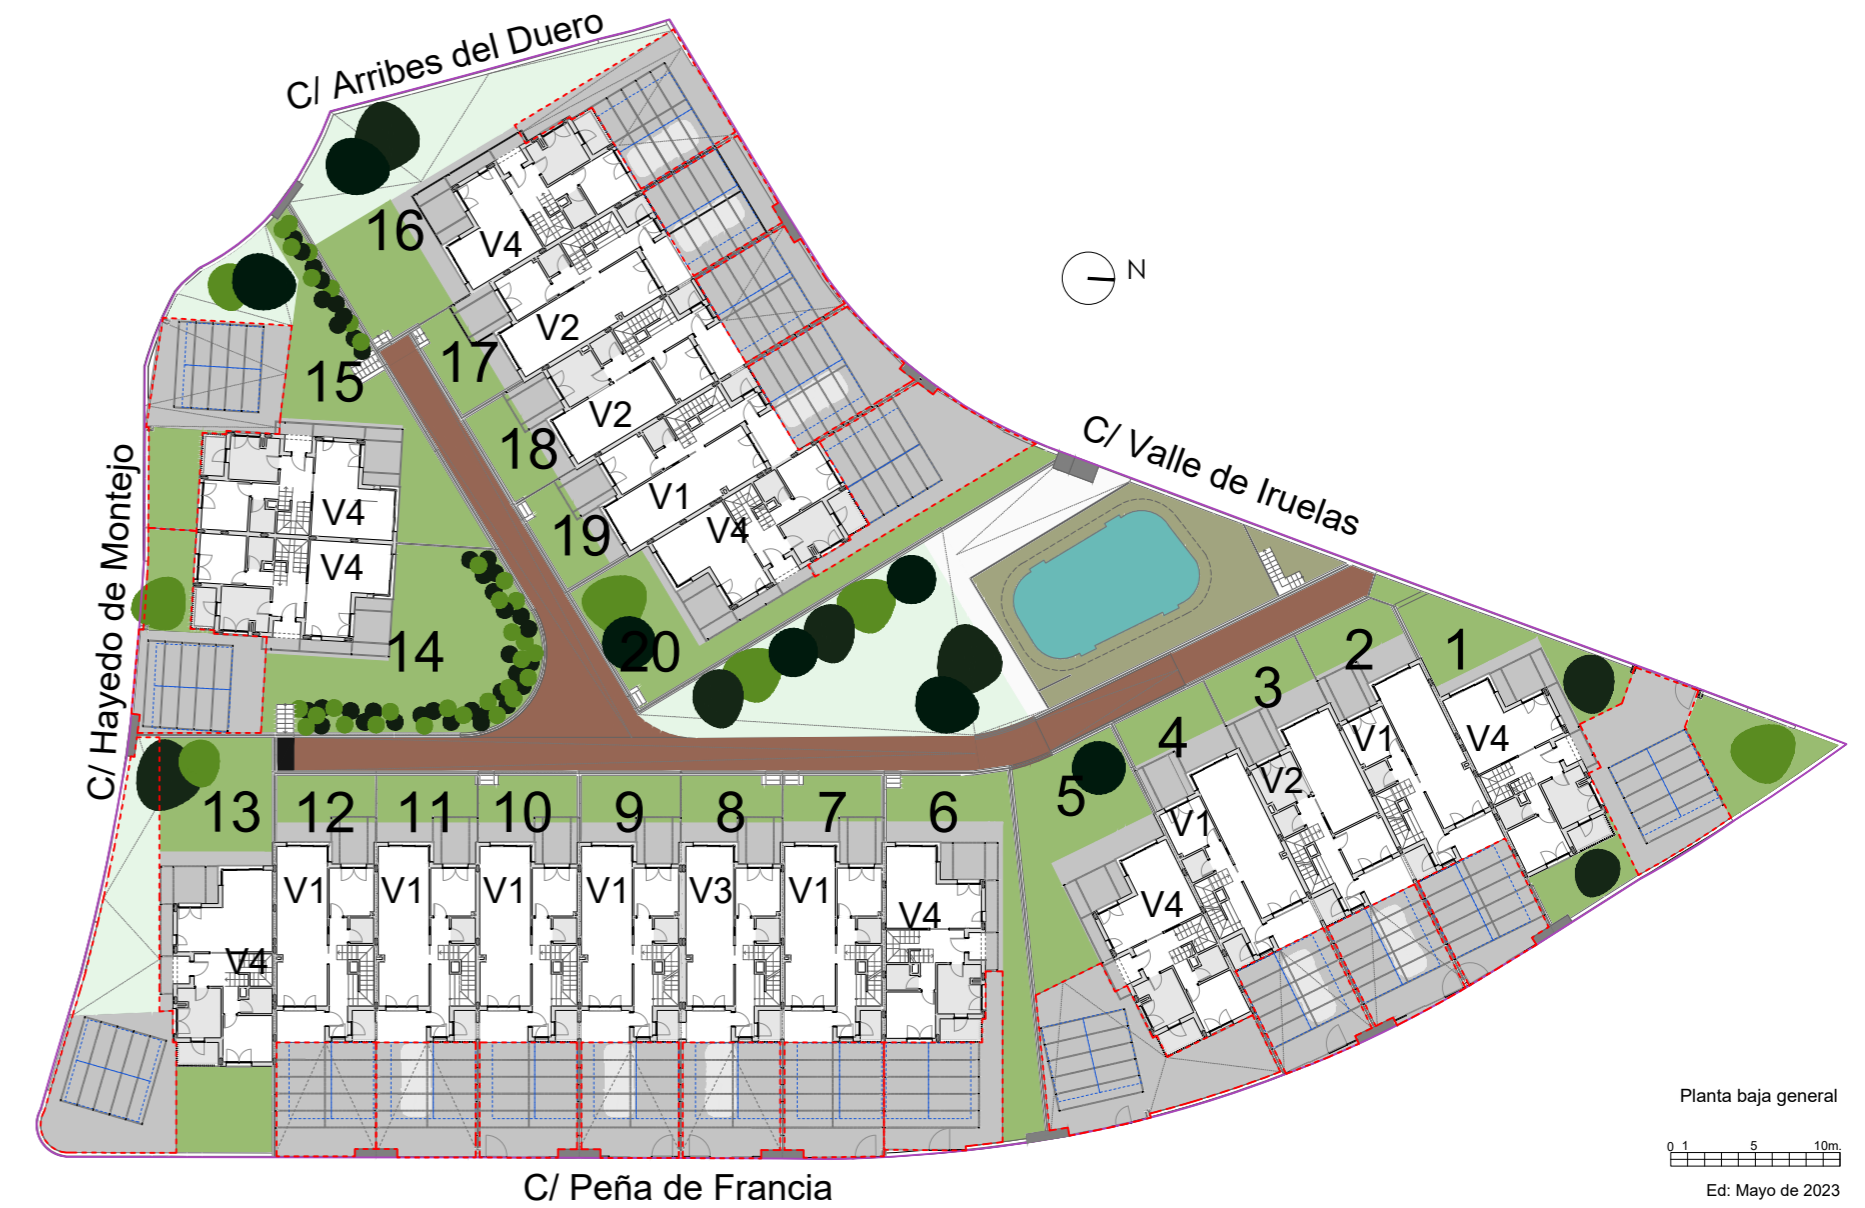 C/ Arribes del Duero
N
16
V4
V2
15
17
V2
18
C/ Valle de Iruelas
V1
V4
19
V4
C/ Hayedo de Montejo
V4
14
20
2
1
3
4
V1
V4
5
V2
13
12
11
10
9
8
7
6
V1
V1
V1
V1
V1
V3
V1
V4
V4
V4
Planta baja general
0 1 5 10m.
C/ Peña de Francia
Ed: Mayo de 2023